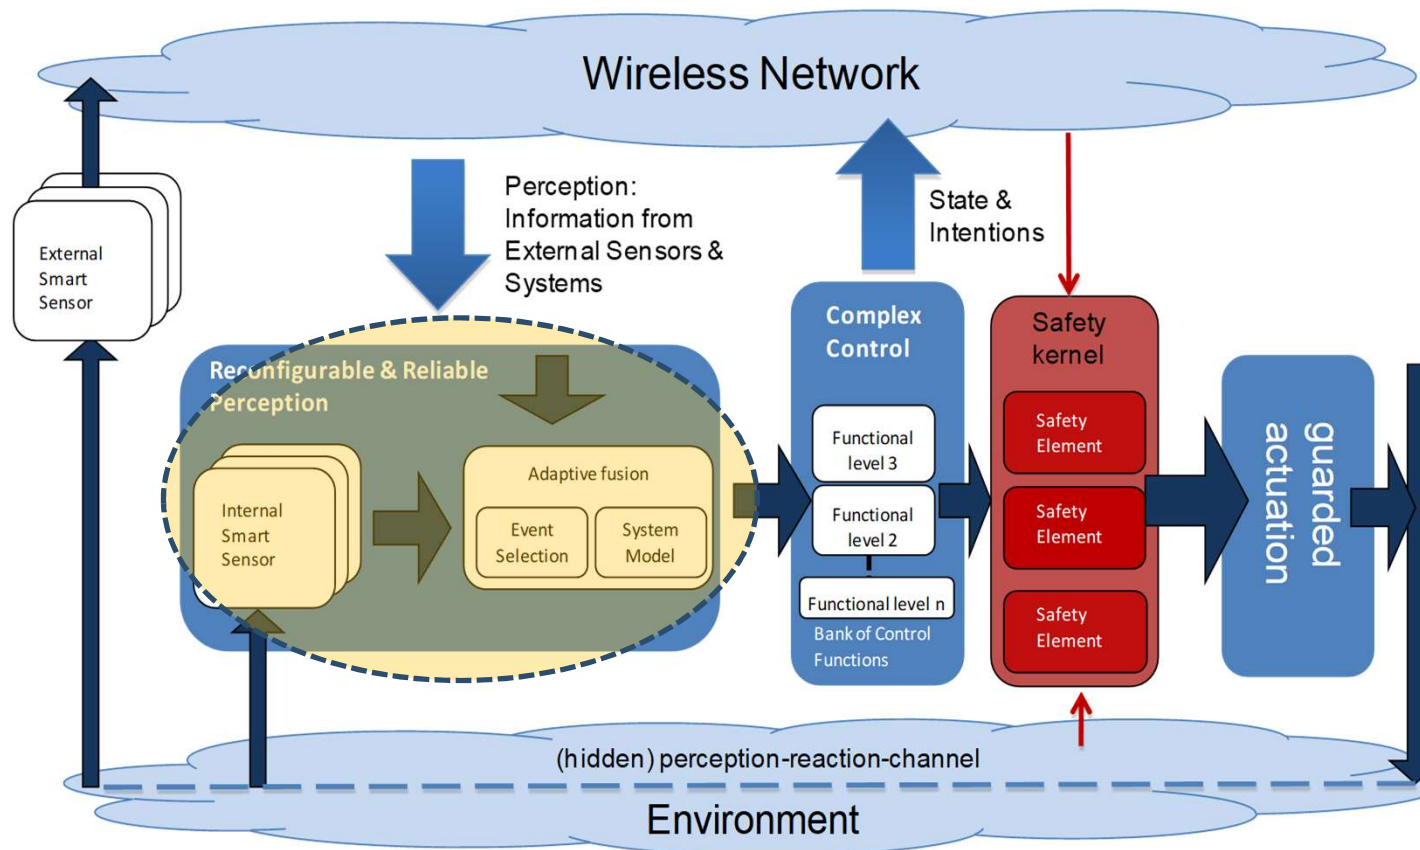 Wireless Network
Perception:
Information from
External Sensors &
Systems
State &
Intentions
External
Smart
Sensor
Reconfigurable & Reliable
Perception
Internal
Smart
Sensor
Adaptive fusion
Event
Selection
System
Model
Complex
Control
Functional
level 3
Functional
level 2
Functional level n
Bank of Control
Functions
Safety
kernel
Safety
Element
Safety
Element
Safety
Element
guarded
actuation
(hidden) perception-reaction-channel
Environment